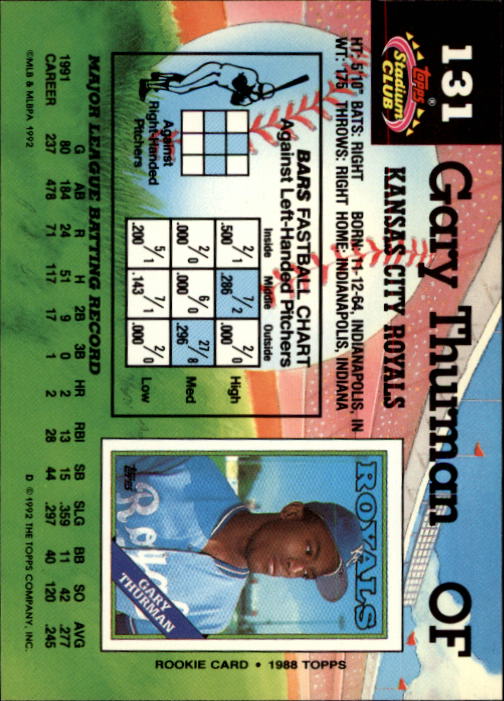 131
Topps®
Stadium
CLUB
Gary Thurman OF
KANSAS CITY ROYALS
HT: 5'10" BATS: RIGHT BORN: 11-12-64, INDIANAPOLIS, IN
WT: 175 THROWS: RIGHT HOME: INDIANAPOLIS, INDIANA
BARS FASTBALL CHART
Against Left-Handed Pitchers
Inside Middle Outside
2/1 .500 7/2 .286 2/0 .000 High
2/0 .000 6/0 .000 27/8 .296 Med
5/1 .200 7/1 .143 2/0 .000 Low
Against
Right-Handed
Pitchers
ROYALS
Royals
GARY
THURMAN
Topps
ROOKIE CARD • 1988 TOPPS
MAJOR LEAGUE BATTING RECORD
G AB R H 2B 3B HR RBI SB SLG BB SO AVG
1991 80 184 24 51 9 0 2 13 15 .359 11 42 .277
CAREER 237 478 71 117 17 1 2 28 44 .297 40 120 .245
©MLB & MLBPA 1992
D © 1992 THE TOPPS COMPANY, INC.